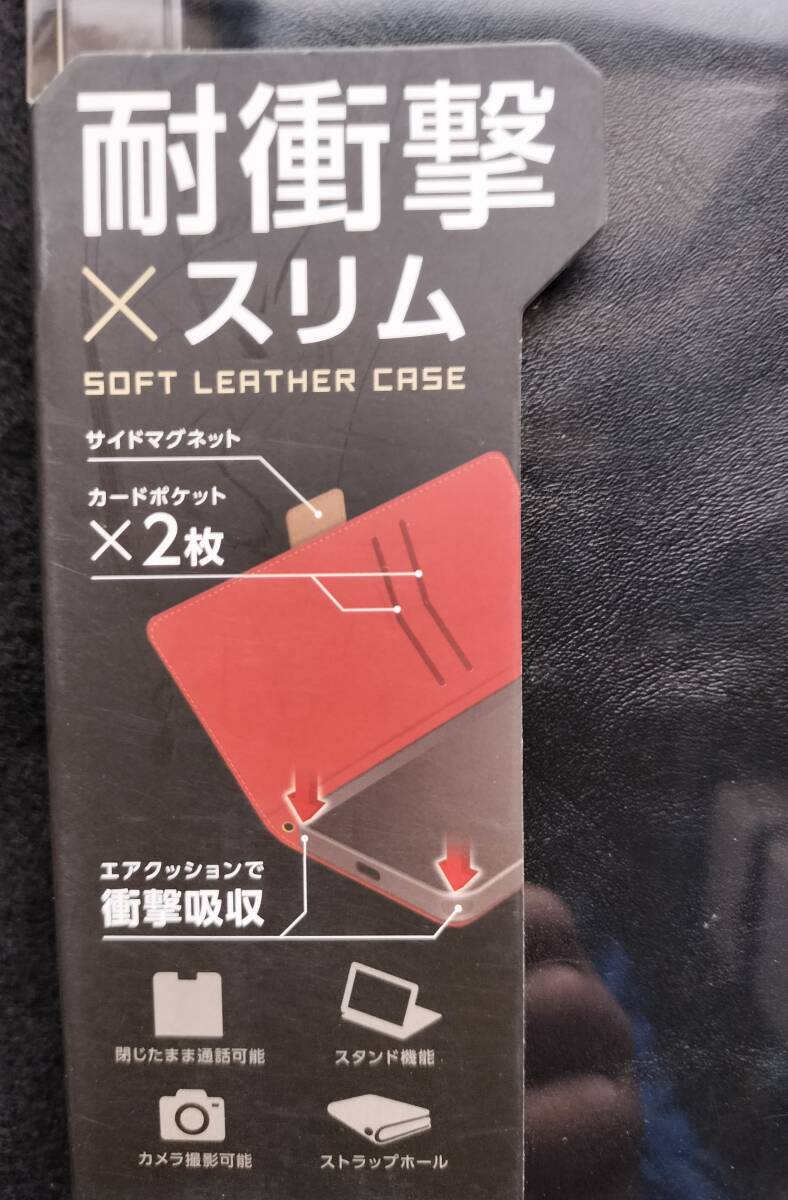 耐衝撃
×スリム
SOFT LEATHER CASE
サイドマグネット
カードポケット
×2枚
エアクッションで
衝撃吸収
閉じたまま通話可能
スタンド機能
カメラ撮影可能
ストラップホール